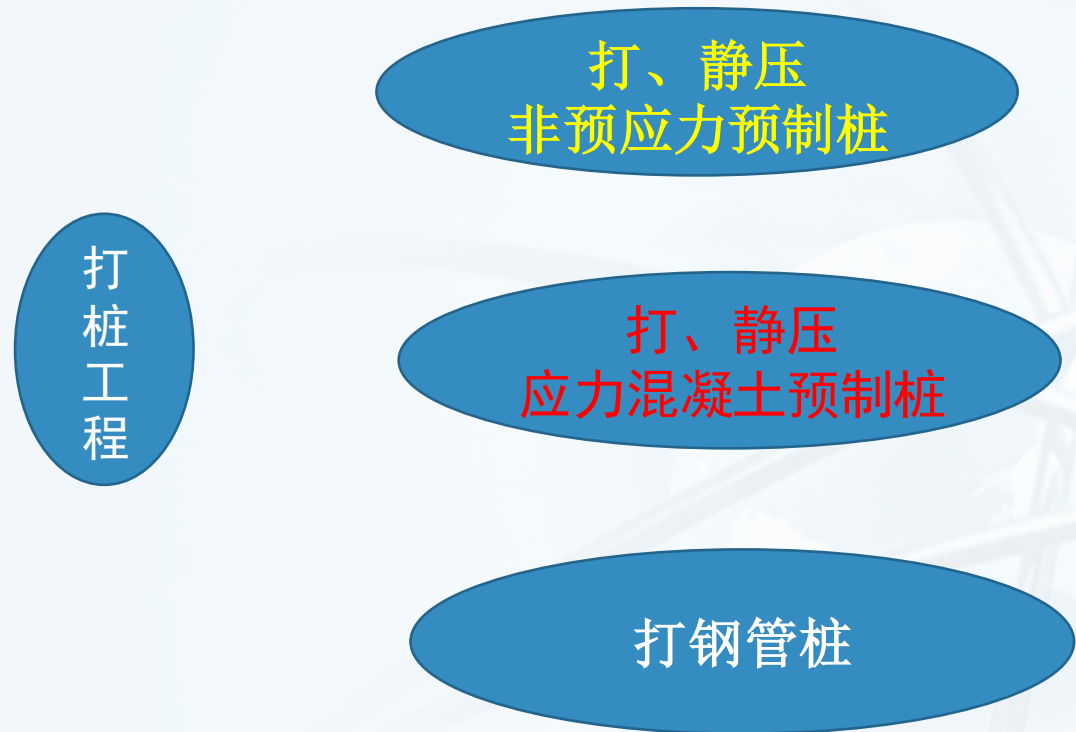 打、静压
非预应力预制桩
打桩工程
打、静压
应力混凝土预制桩
打钢管桩